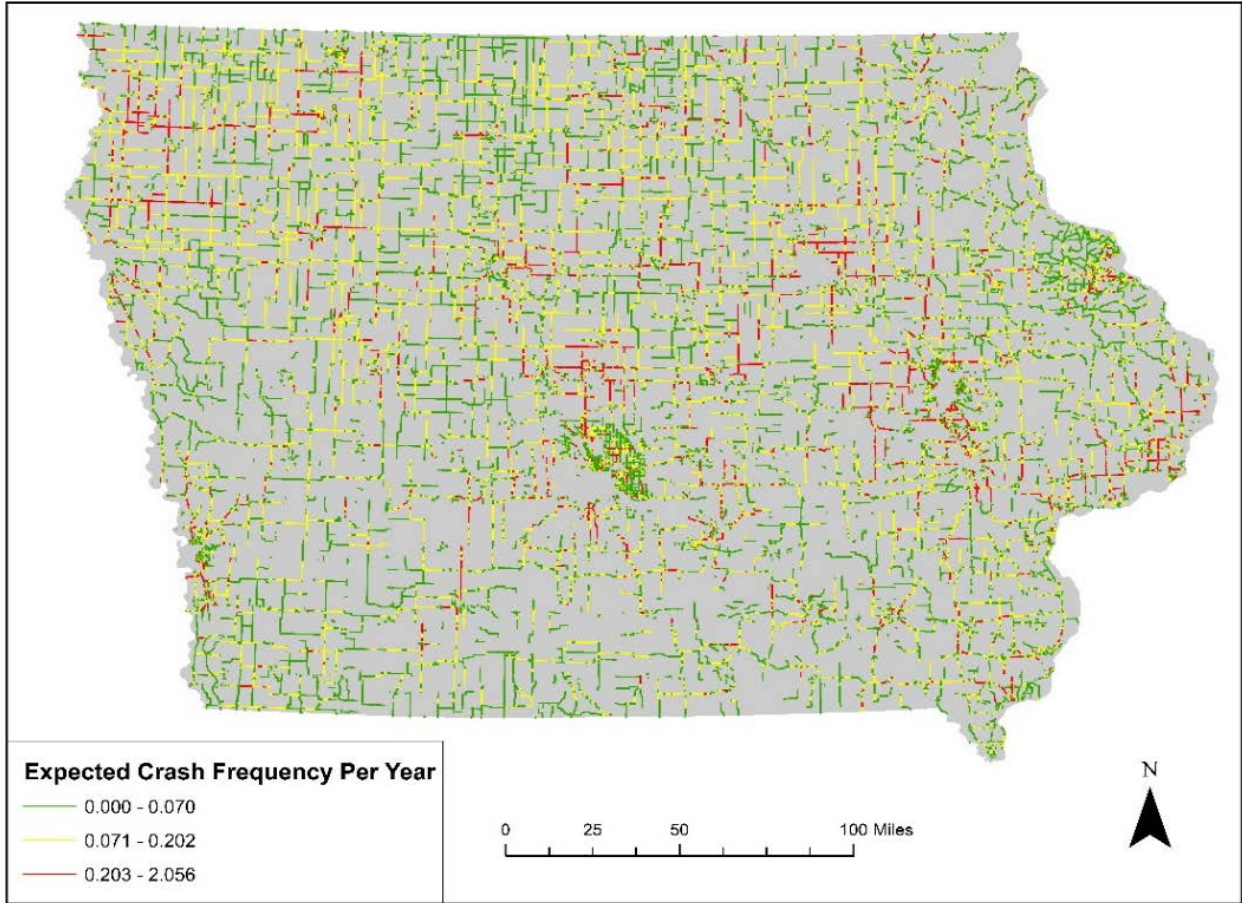 Expected Crash Frequency Per Year
0.000 - 0.070
0.071 - 0.202
0.203 - 2.056
0 25 50 100 Miles
N